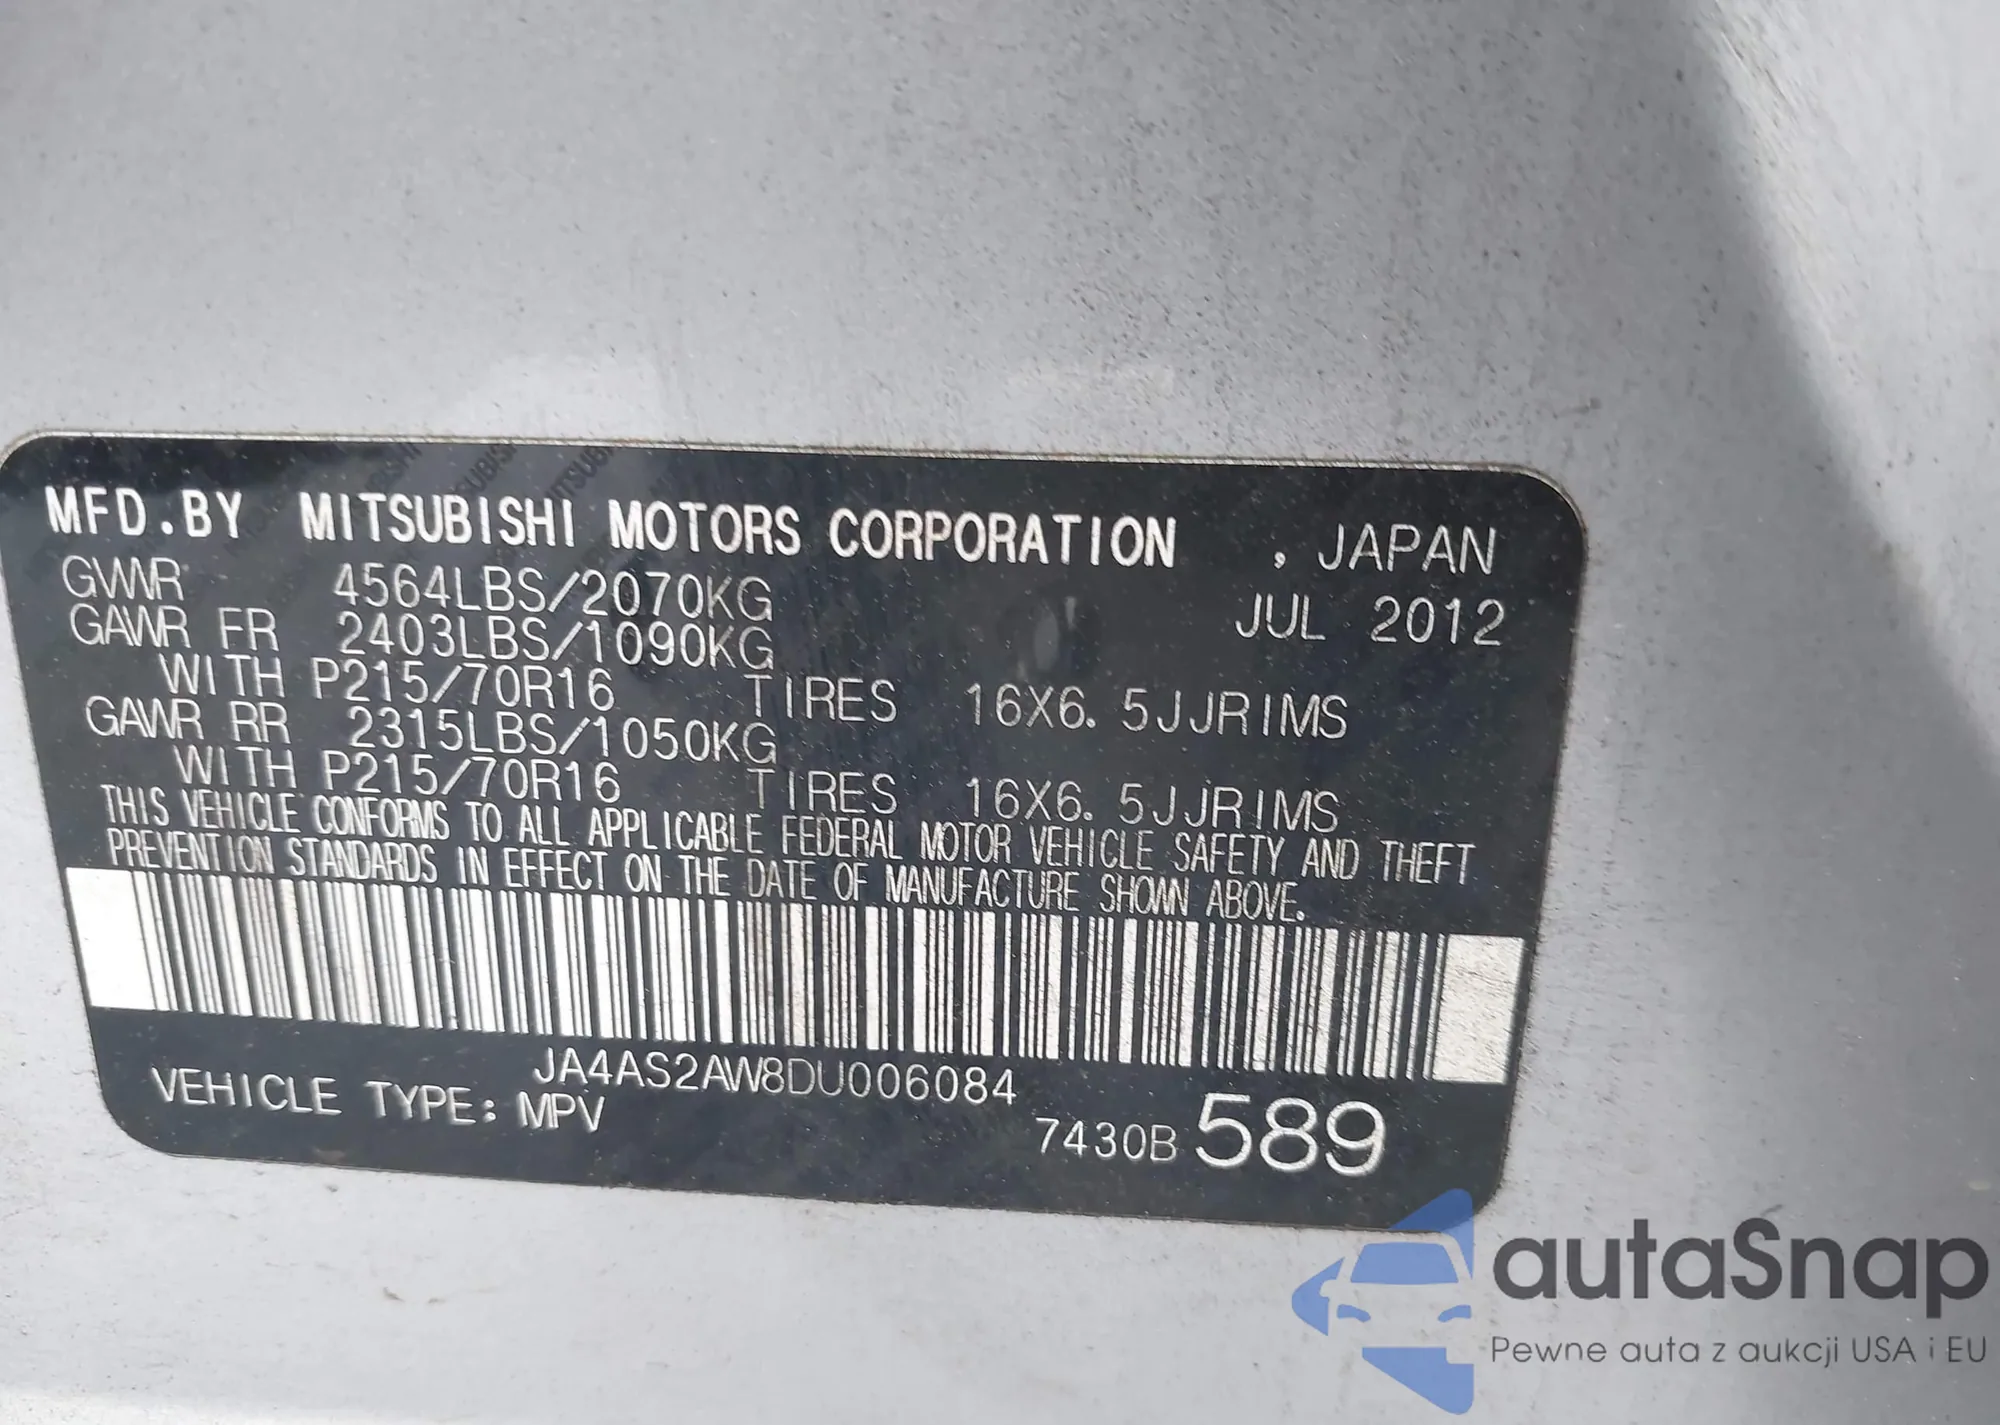 MFD.BY MITSUBISHI MOTORS CORPORATION , JAPAN
GVWR 4564LBS/2070KG JUL 2012
GAWR FR 2403LBS/1090KG
WITH P215/70R16 TIRES 16X6.5JJRIMS
GAWR RR 2315LBS/1050KG
WITH P215/70R16 TIRES 16X6.5JJRIMS
THIS VEHICLE CONFORMS TO ALL APPLICABLE FEDERAL MOTOR VEHICLE SAFETY AND THEFT
PREVENTION STANDARDS IN EFFECT ON THE DATE OF MANUFACTURE SHOWN ABOVE.
JA4AS2AW8DU006084
VEHICLE TYPE: MPV
7430B 589
autaSnap
Pewne auta z aukcji USA i EU